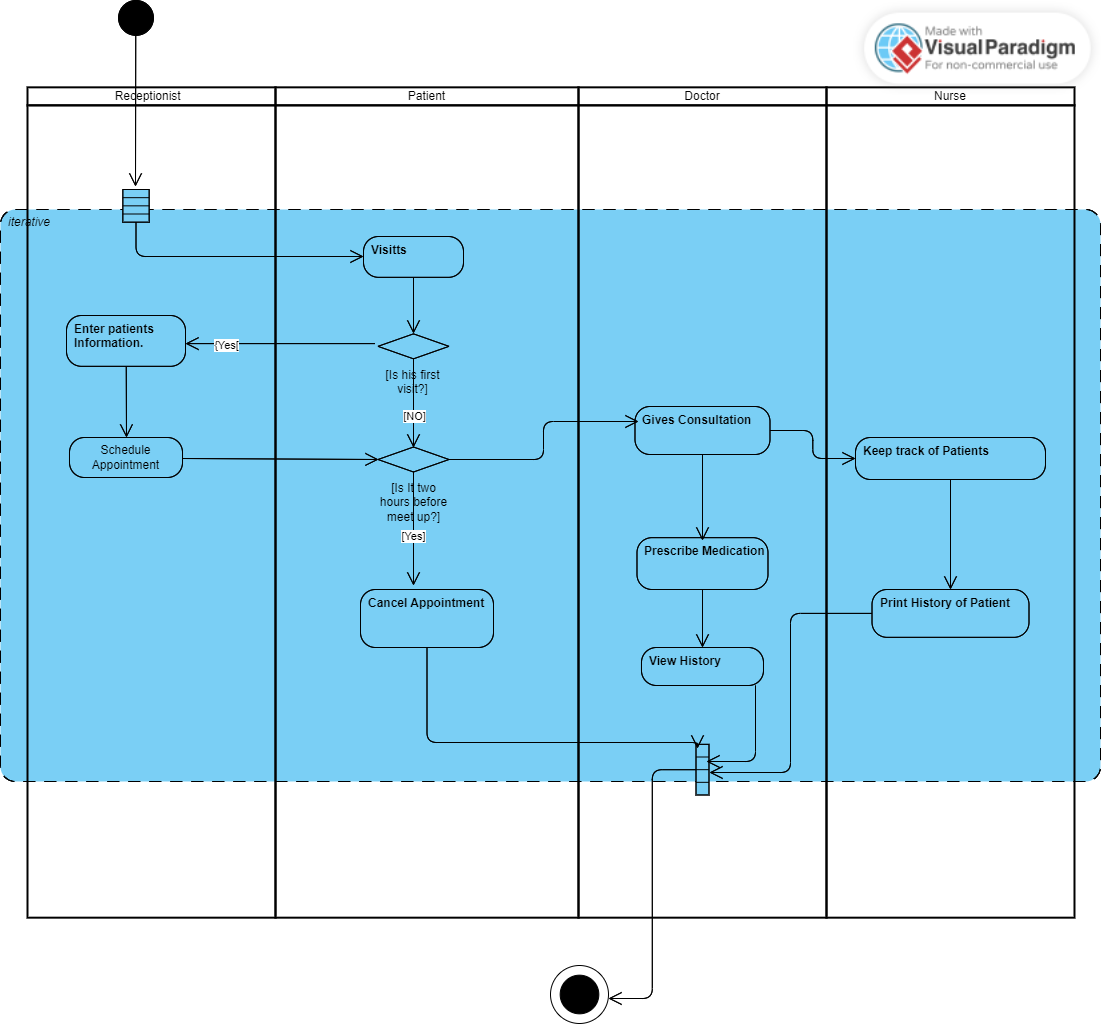 Made with
Visual Paradigm
For non-commercial use
Receptionist
Patient
Doctor
Nurse
iterative
Visitts
Enter patients
Information.
{Yes[
[Is his first
visit?]
[NO]
Gives Consultation
Schedule
Appointment
Keep track of Patients
[Is It two
hours before
meet up?]
[Yes]
Prescribe Medication
Cancel Appointment
Print History of Patient
View History